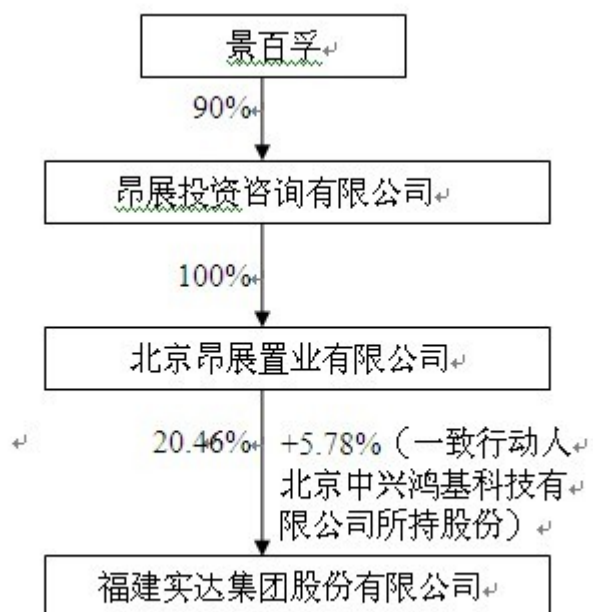 景百孚
90%
昂展投资咨询有限公司
100%
北京昂展置业有限公司
20.46% +5.78%（一致行动人
北京中兴鸿基科技有
限公司所持股份）
福建实达集团股份有限公司